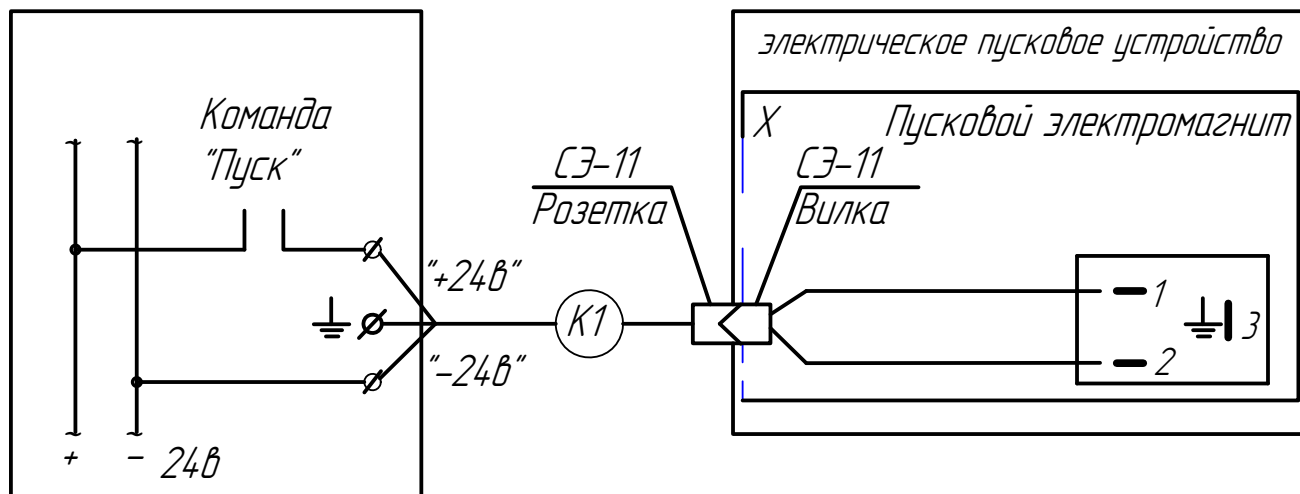 электрическое пусковое устройство
Команда
"Пуск"
X
Пусковой электромагнит
СЭ-11
Розетка
СЭ-11
Вилка
"+24в"
К1
"-24в"
1
3
2
+ - 24в